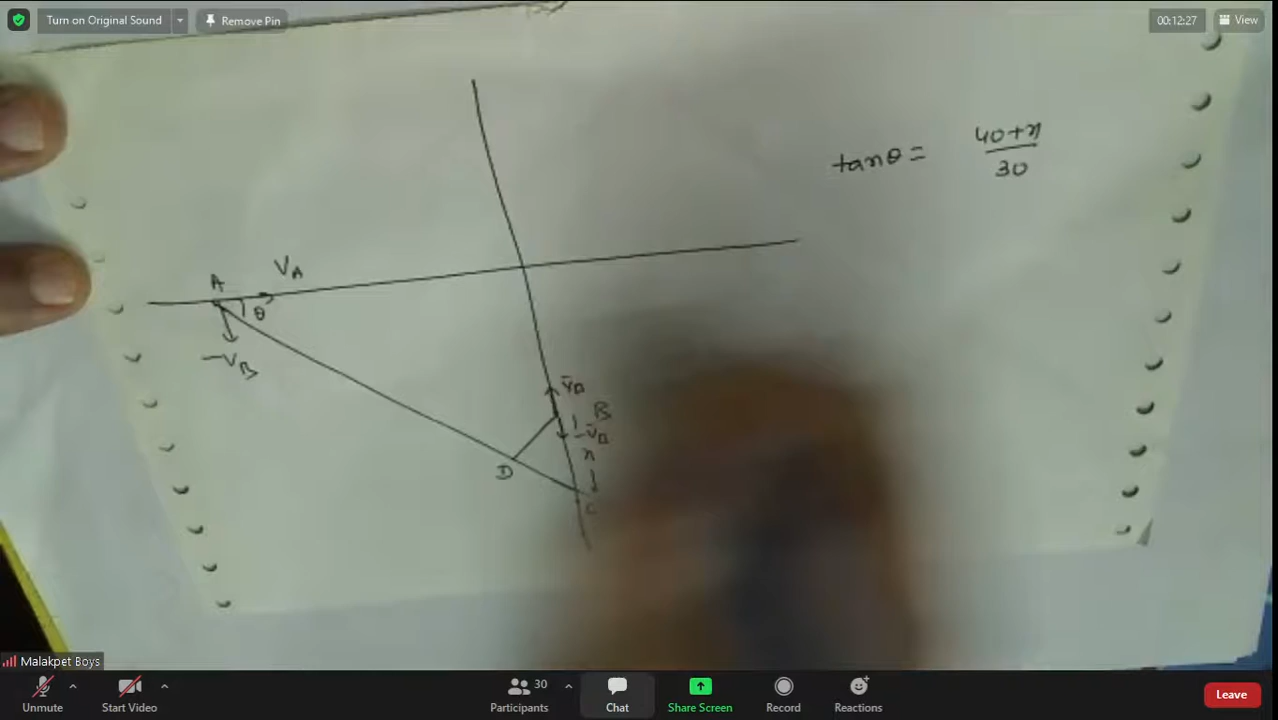 Turn on Original Sound
Remove Pin
00:12:27
View
tanθ = 40+x
30
A
VA
θ
-VB
VB
B
-VB
x
D
C
Malakpet Boys
Unmute
Start Video
Participants
30
Chat
Share Screen
Record
Reactions
Leave